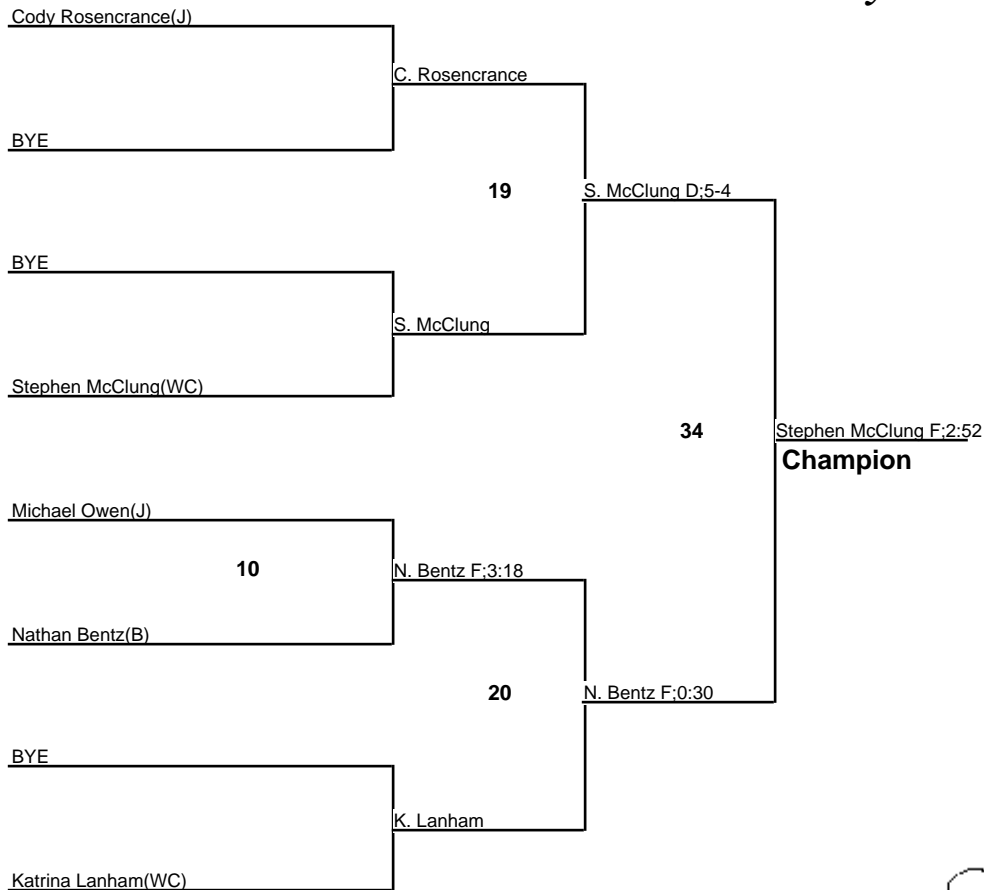 Cody Rosencrance(J)
C. Rosencrance
BYE
19
S. McClung D;5-4
BYE
S. McClung
Stephen McClung(WC)
34
Stephen McClung F;2:52
Champion
Michael Owen(J)
10
N. Bentz F;3:18
Nathan Bentz(B)
20
N. Bentz F;0:30
BYE
K. Lanham
Katrina Lanham(WC)